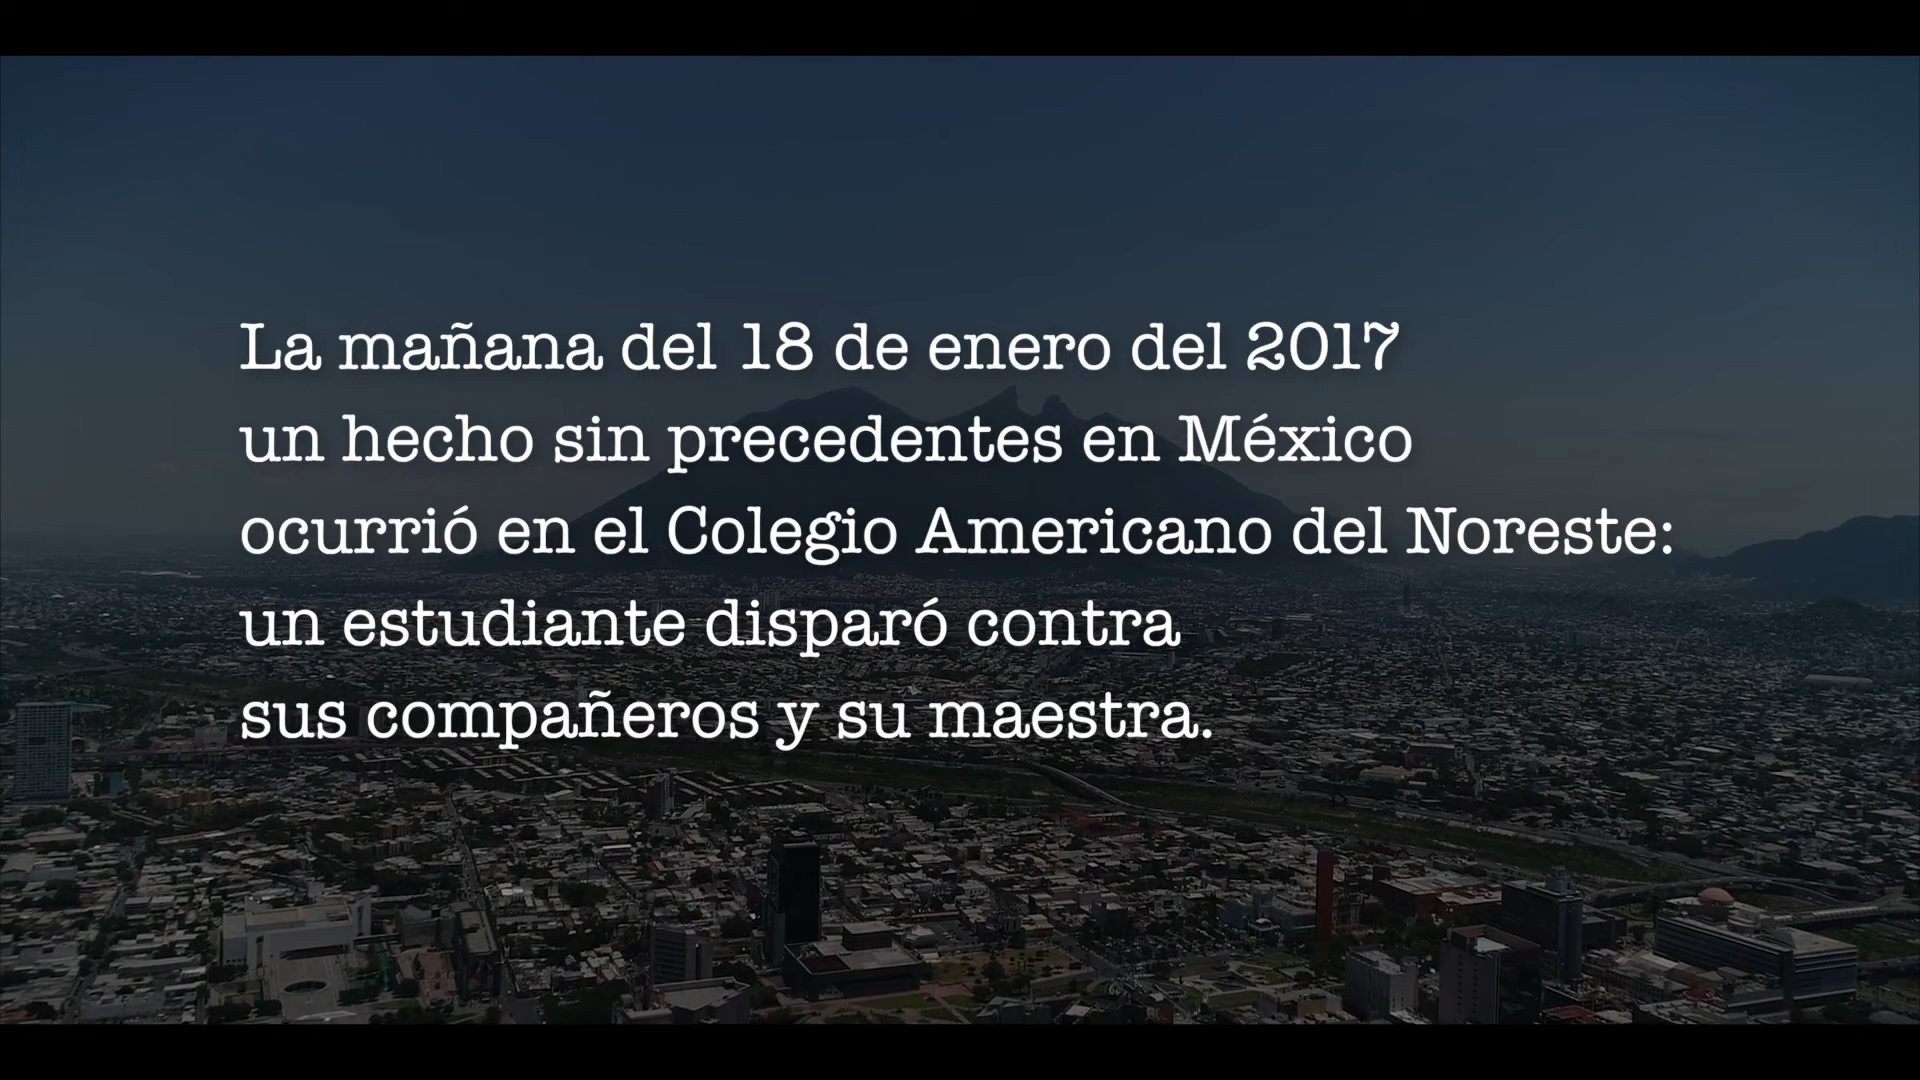 La mañana del 18 de enero del 2017
un hecho sin precedentes en México
ocurrió en el Colegio Americano del Noreste:
un estudiante disparó contra
sus compañeros y su maestra.